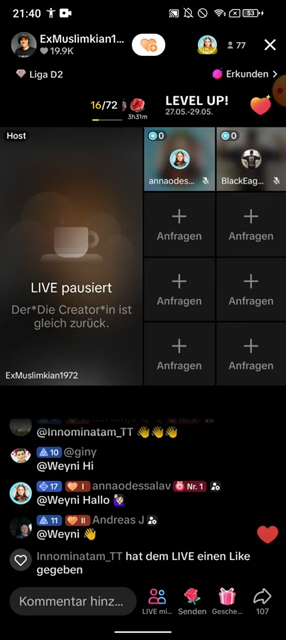 21:40
53
ExMuslimkian1...
19.9K
77
Liga D2
Erkunden >
16/72
3h31m
LEVEL UP!
27.05.-29.05.
Host
0
annaodes...
0
BlackEag...
Anfragen
Anfragen
Anfragen
Anfragen
Anfragen
Anfragen
LIVE pausiert
Der*Die Creator*in ist
gleich zurück.
ExMuslimkian1972
@Innominatam_TT 👋👋👋
10 @giny
@Weyni Hi
17 I annaodessalav Nr. 1
@Weyni Hallo 🙋🏻‍♀️
11 II Andreas J
@Weyni 👋
Innominatam_TT hat dem LIVE einen Like
gegeben
Kommentar hinz...
LIVE mi...
Senden
Gesche...
107